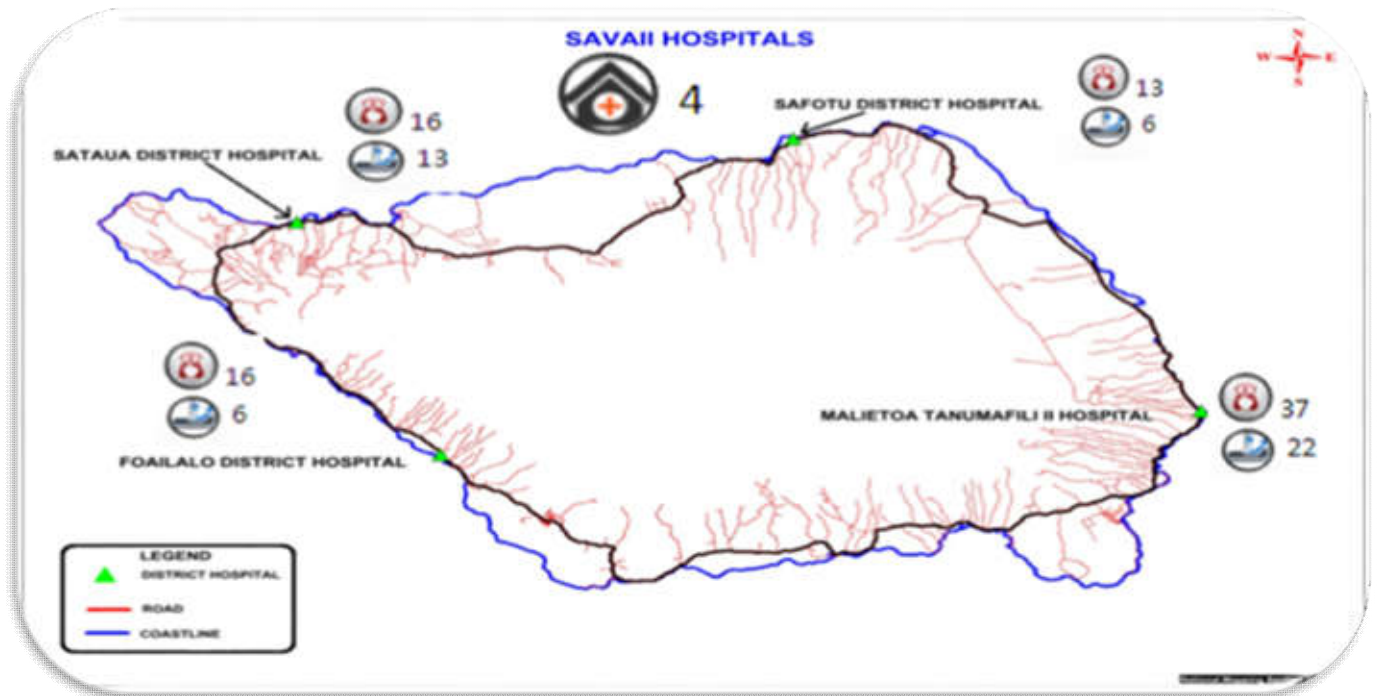 SAVAII HOSPITALS
N
W E
S
4
SAFOTU DISTRICT HOSPITAL
13
6
16
13
SATAUA DISTRICT HOSPITAL
16
6
FOAILALO DISTRICT HOSPITAL
MALIETOA TANUMAFILI II HOSPITAL
37
22
LEGEND
DISTRICT HOSPITAL
ROAD
COASTLINE